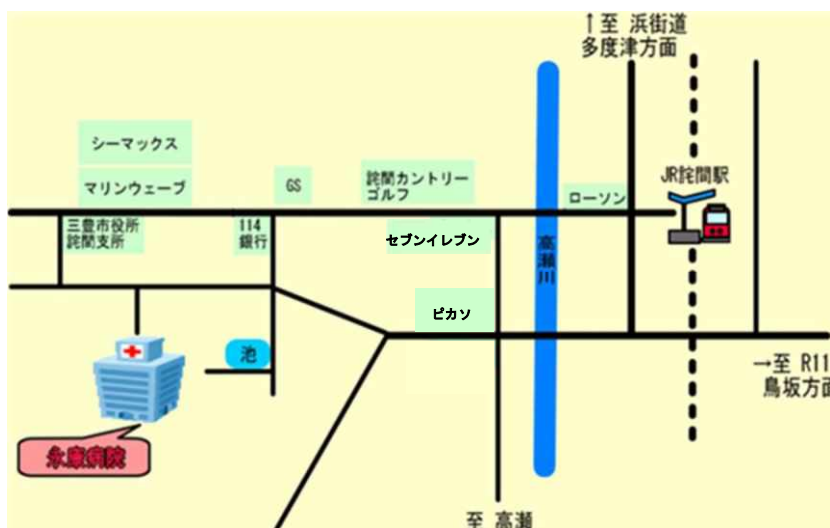 ↑至 浜街道
多度津方面
シーマックス
マリンウェーブ
GS
詫間カントリー
ゴルフ
ローソン
JR詫間駅
三豊市役所
詫間支所
114
銀行
セブンイレブン
高瀬川
ピカソ
池
→至 R11
鳥坂方面
永康病院
至 高瀬